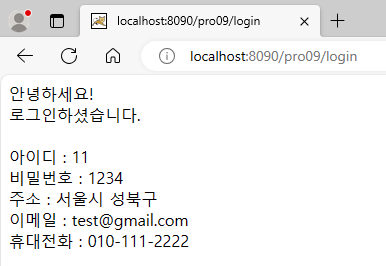 localhost:8090/pro09/login
localhost:8090/pro09/login
안녕하세요!
로그인하셨습니다.
아이디 : 11
비밀번호 : 1234
주소 : 서울시 성북구
이메일 : test@gmail.com
휴대전화 : 010-111-2222